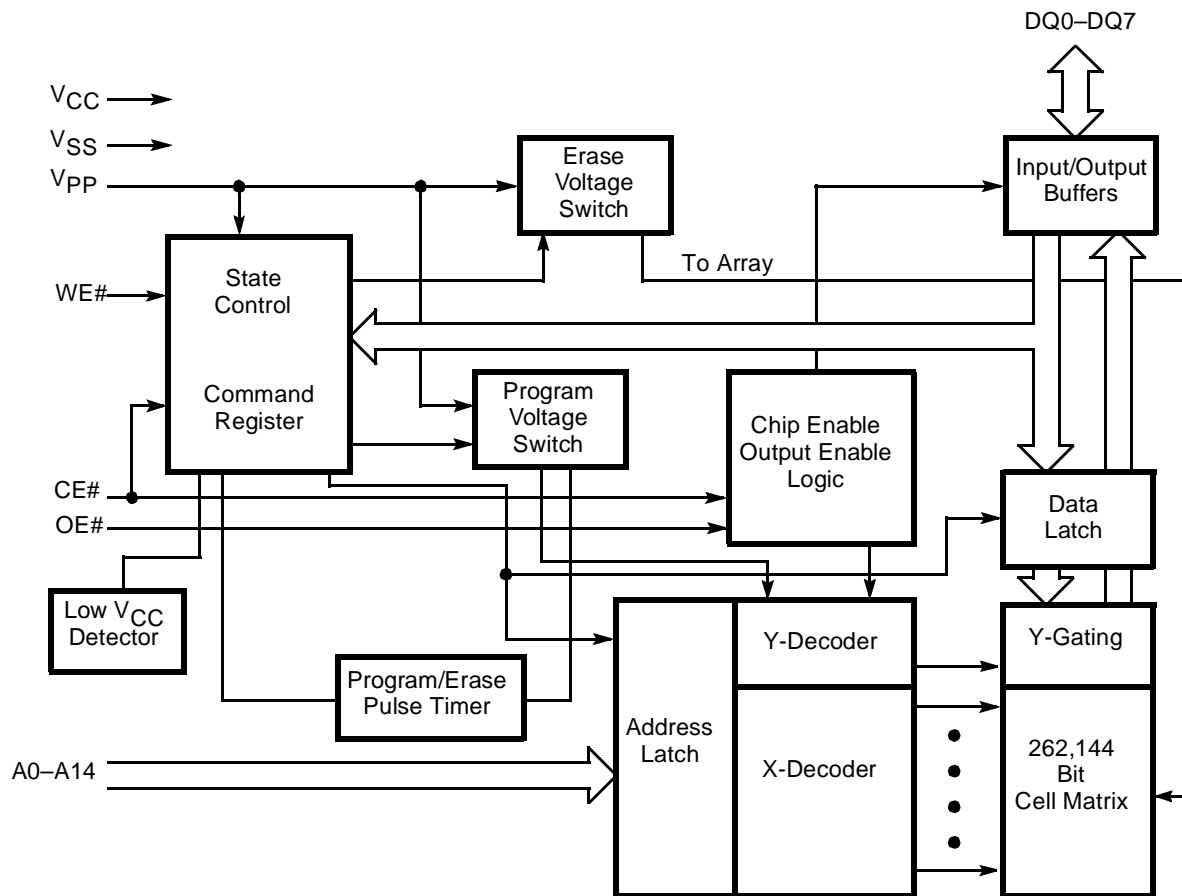 DQ0–DQ7
VCC
VSS
VPP
Erase
Voltage
Switch
Input/Output
Buffers
To Array
WE#
State
Control
Command
Register
Program
Voltage
Switch
Chip Enable
Output Enable
Logic
CE#
OE#
Data
Latch
Low VCC
Detector
Program/Erase
Pulse Timer
Y-Decoder
Y-Gating
Address
Latch
X-Decoder
262,144
Bit
Cell Matrix
A0–A14